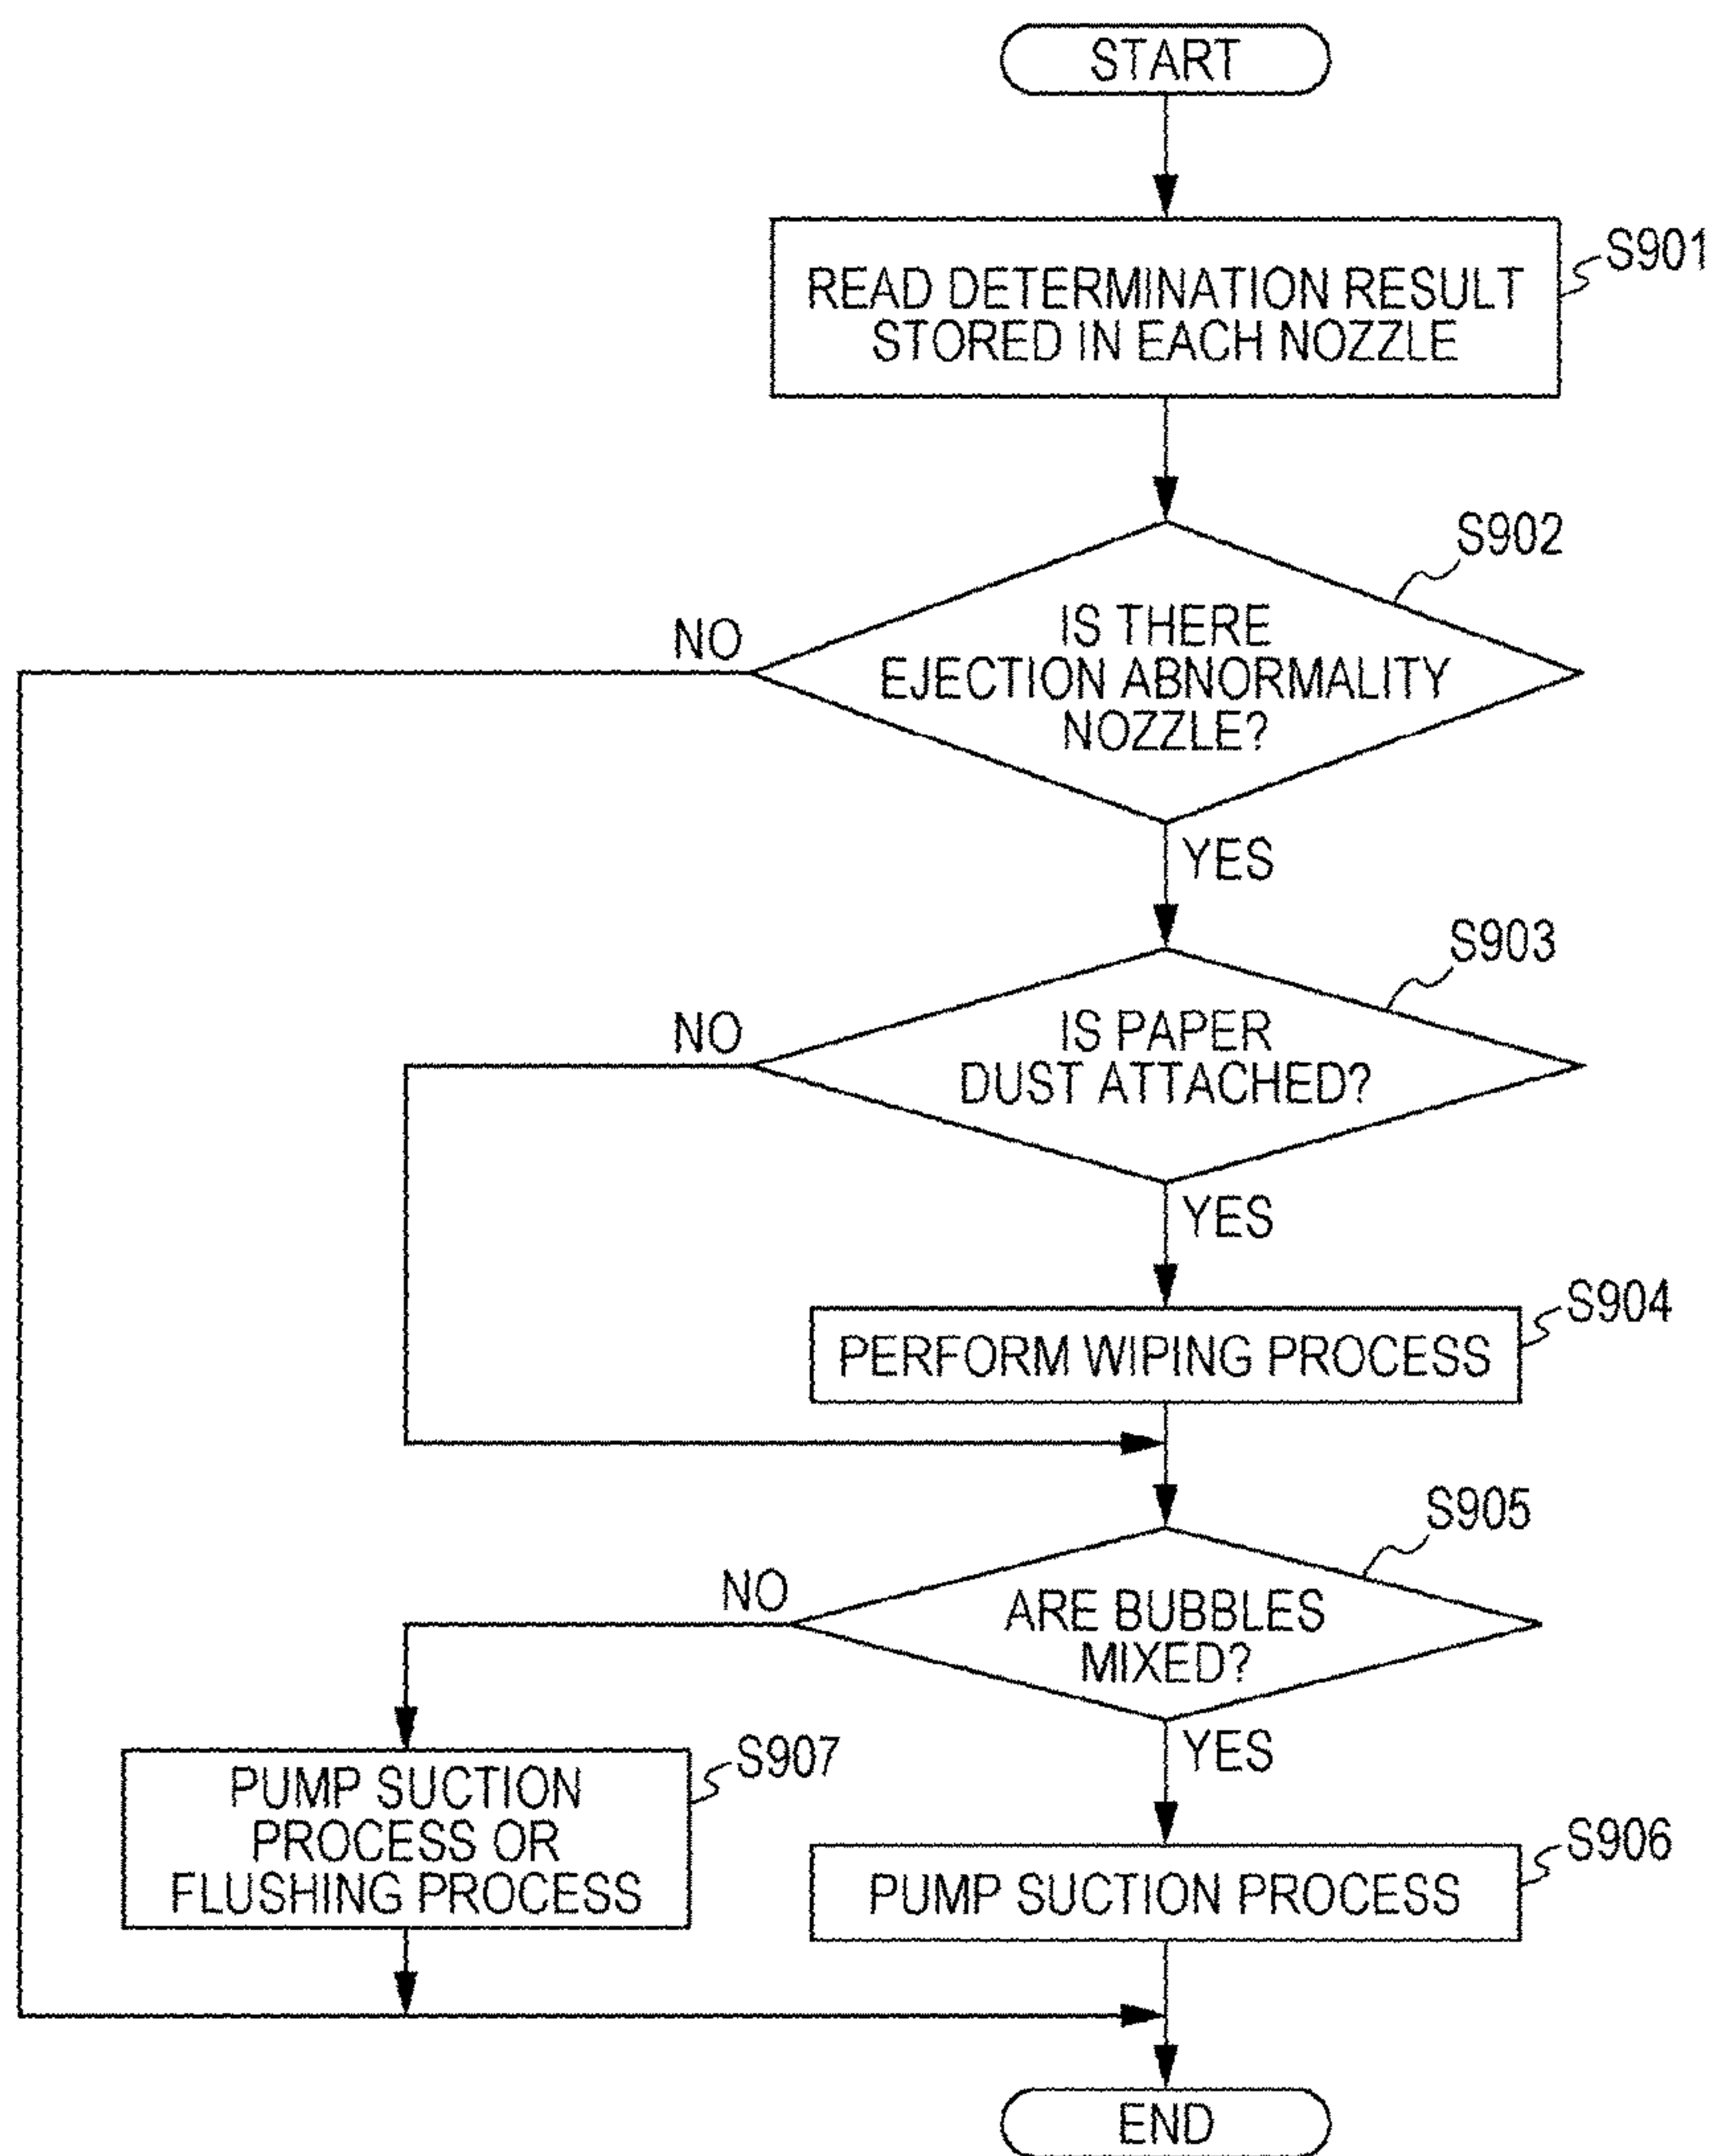 START
S901
READ DETERMINATION RESULT
STORED IN EACH NOZZLE
S902
NO
IS THERE
EJECTION ABNORMALITY
NOZZLE?
YES
S903
NO
IS PAPER
DUST ATTACHED?
YES
S904
PERFORM WIPING PROCESS
S905
NO
ARE BUBBLES
MIXED?
YES
S907
PUMP SUCTION
PROCESS OR
FLUSHING PROCESS
S906
PUMP SUCTION PROCESS
END